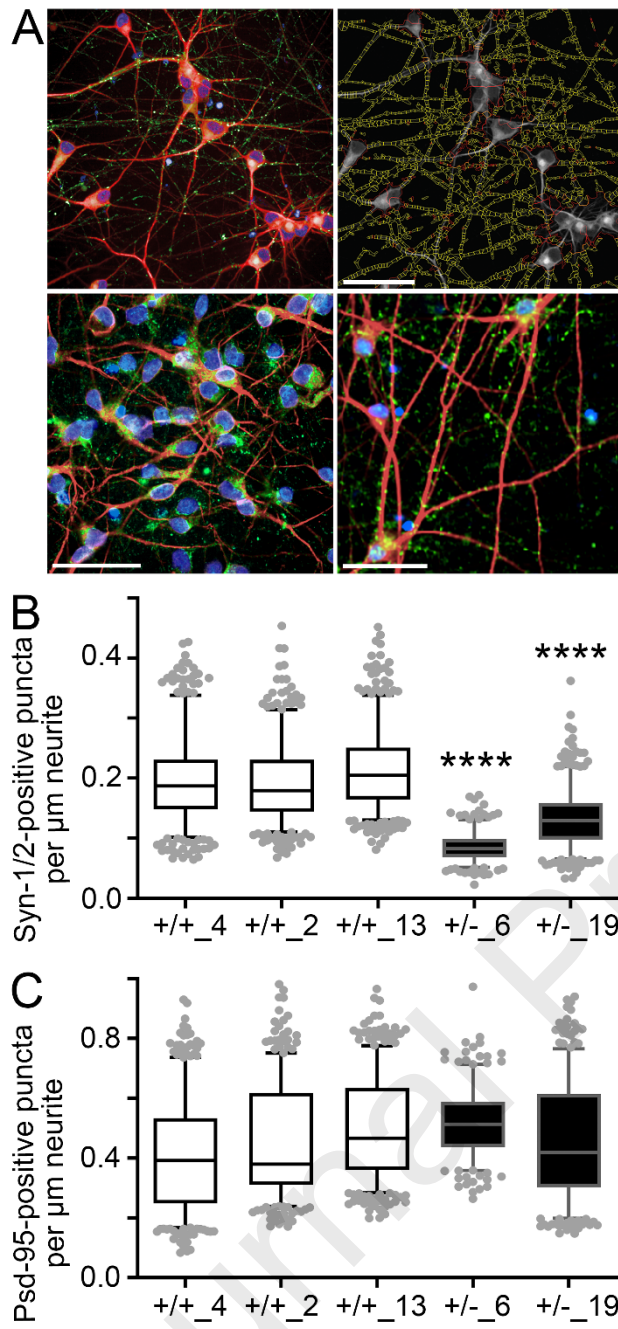 A
B
Syn-1/2-positive puncta
per μm neurite
0.4
0.2
0.0
****
****
+/+_4 +/+_2 +/+_13 +/-_6 +/-_19
C
Psd-95-positive puncta
per μm neurite
0.8
0.4
0.0
+/+_4 +/+_2 +/+_13 +/-_6 +/-_19